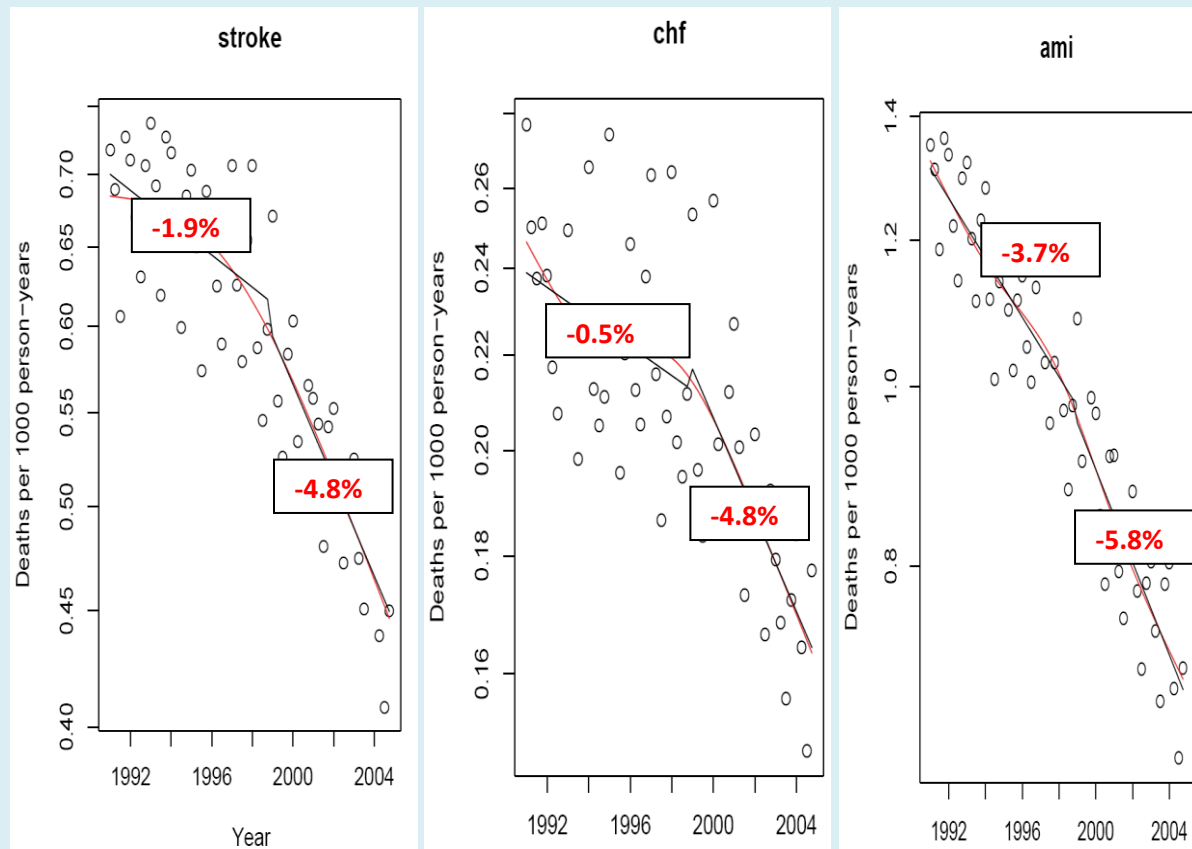 stroke
Deaths per 1000 person−years
0.70
0.65
0.60
0.55
0.50
0.45
0.40
-1.9%
-4.8%
1992 1996 2000 2004
Year
chf
Deaths per 1000 person−years
0.26
0.24
0.22
0.20
0.18
0.16
-0.5%
-4.8%
1992 1996 2000 2004
ami
Deaths per 1000 person−years
1.4
1.2
1.0
0.8
-3.7%
-5.8%
1992 1996 2000 2004